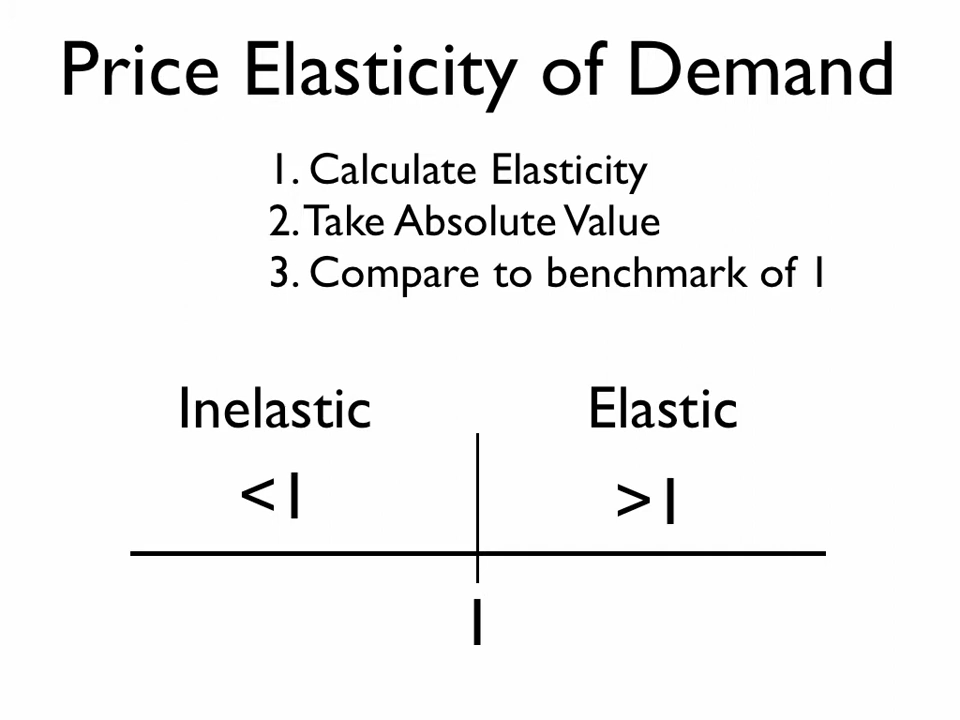 Price Elasticity of Demand
1. Calculate Elasticity
2. Take Absolute Value
3. Compare to benchmark of 1
Inelastic Elastic
<1 >1
1